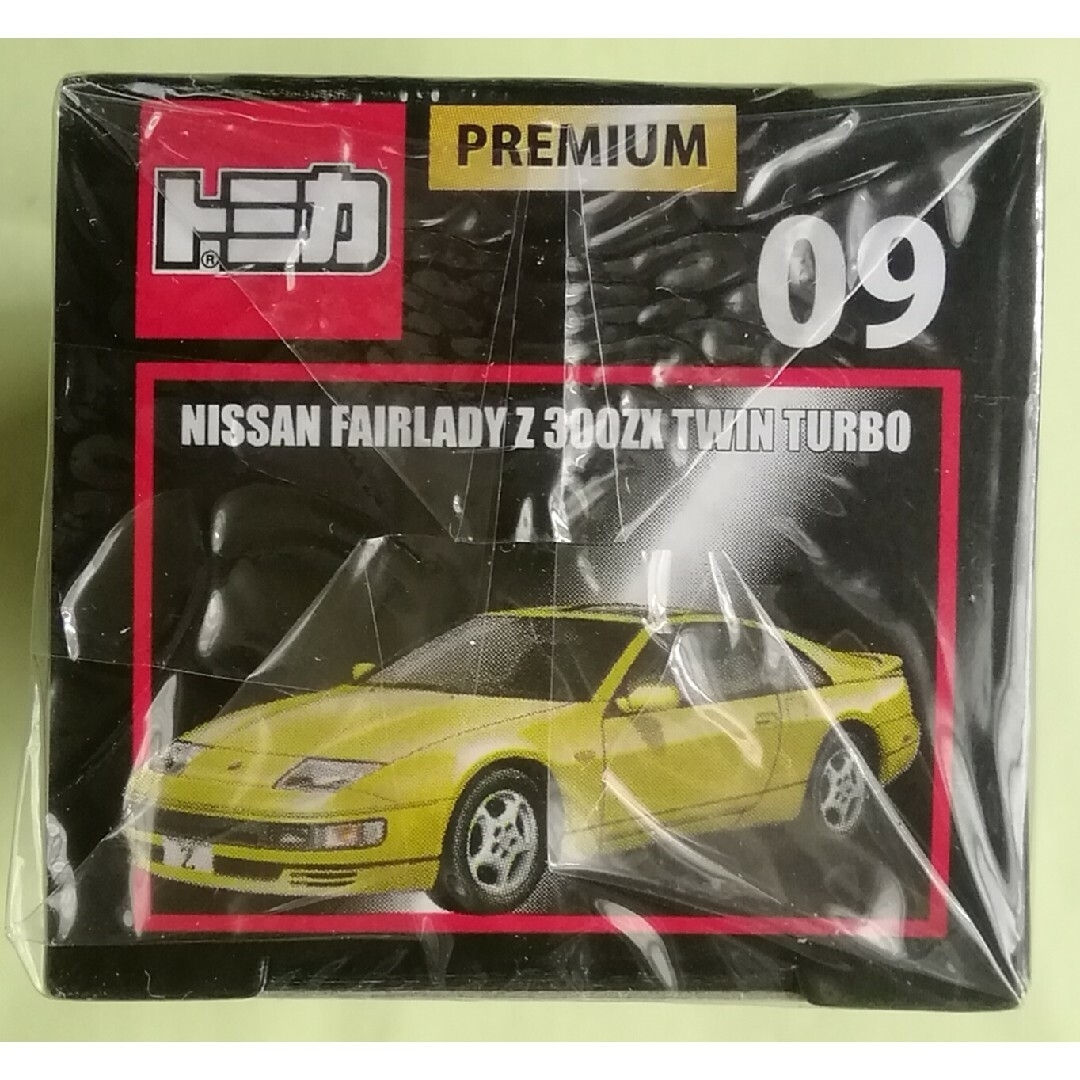 トミカ
®
PREMIUM
09
NISSAN FAIRLADY Z 300ZX TWIN TURBO
Z